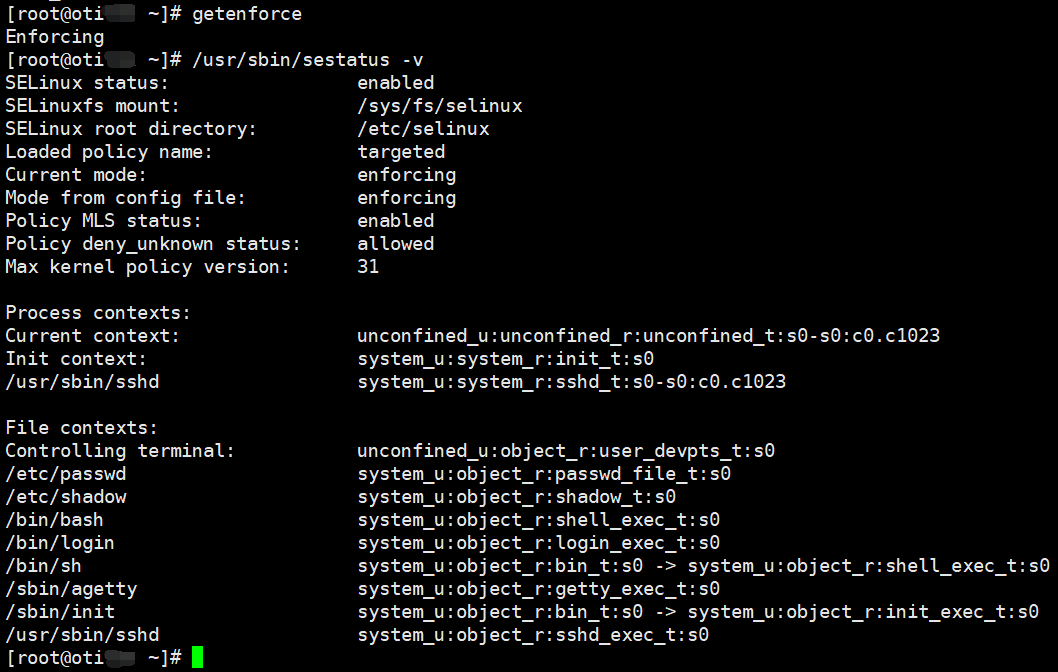 [root@oti ~]# getenforce
Enforcing
[root@oti ~]# /usr/sbin/sestatus -v
SELinux status:                 enabled
SELinuxfs mount:                /sys/fs/selinux
SELinux root directory:         /etc/selinux
Loaded policy name:             targeted
Current mode:                   enforcing
Mode from config file:          enforcing
Policy MLS status:              enabled
Policy deny_unknown status:     allowed
Max kernel policy version:      31

Process contexts:
Current context:                unconfined_u:unconfined_r:unconfined_t:s0-s0:c0.c1023
Init context:                   system_u:system_r:init_t:s0
/usr/sbin/sshd                  system_u:system_r:sshd_t:s0-s0:c0.c1023

File contexts:
Controlling terminal:           unconfined_u:object_r:user_devpts_t:s0
/etc/passwd                     system_u:object_r:passwd_file_t:s0
/etc/shadow                     system_u:object_r:shadow_t:s0
/bin/bash                       system_u:object_r:shell_exec_t:s0
/bin/login                      system_u:object_r:login_exec_t:s0
/bin/sh                         system_u:object_r:bin_t:s0 -> system_u:object_r:shell_exec_t:s0
/sbin/agetty                    system_u:object_r:getty_exec_t:s0
/sbin/init                      system_u:object_r:bin_t:s0 -> system_u:object_r:init_exec_t:s0
/usr/sbin/sshd                  system_u:object_r:sshd_exec_t:s0
[root@oti ~]#